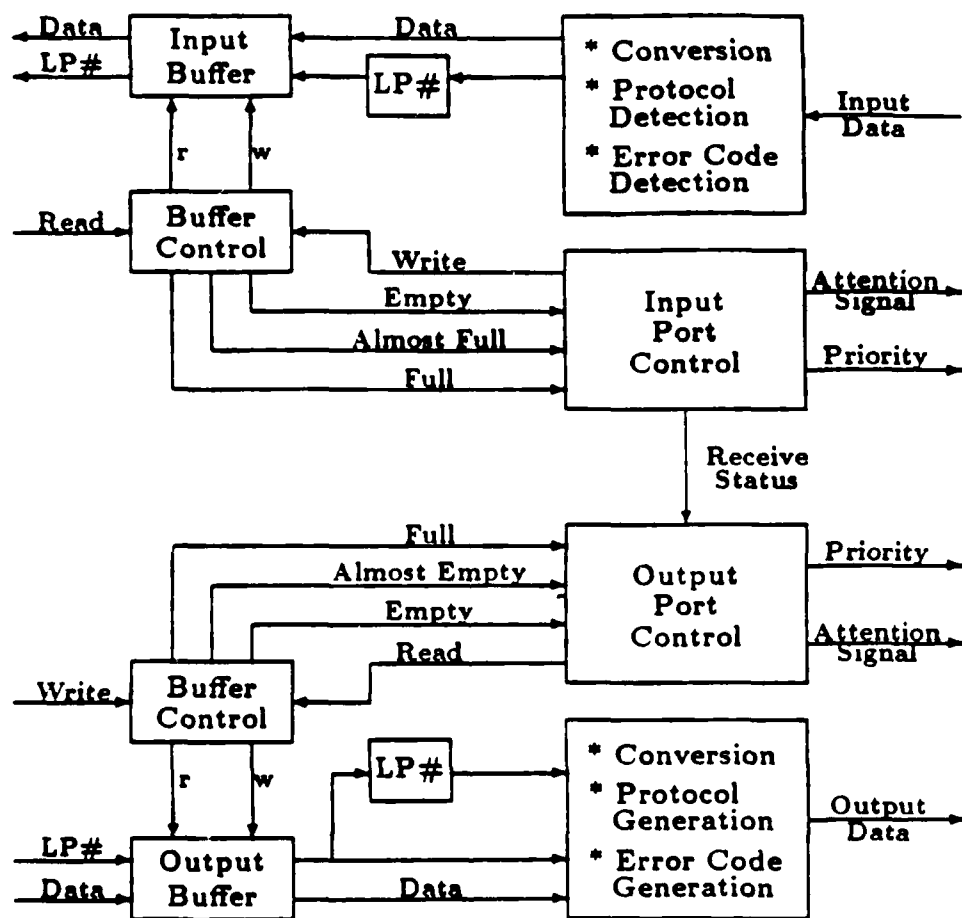 Data
LP#
Input
Buffer
Data
LP#
* Conversion
* Protocol
Detection
* Error Code
Detection
Input
Data
r
w
Read
Buffer
Control
Write
Empty
Almost Full
Full
Input
Port
Control
Attention
Signal
Priority
Receive
Status
Full
Almost Empty
Empty
Read
Output
Port
Control
Priority
Attention
Signal
Write
Buffer
Control
r
w
LP#
* Conversion
* Protocol
Generation
* Error Code
Generation
Output
Data
LP#
Data
Output
Buffer
Data